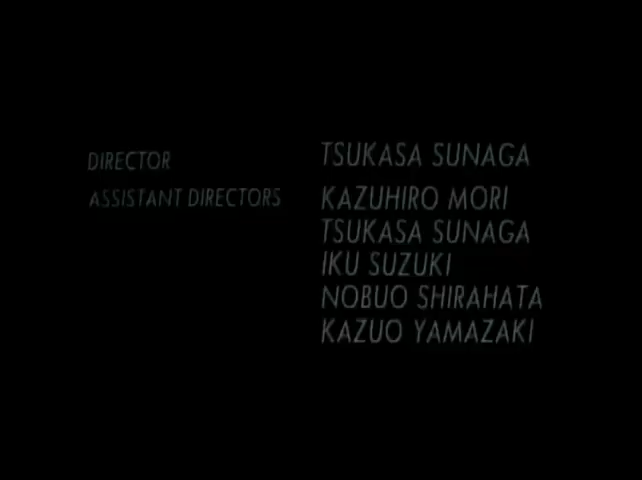 DIRECTOR TSUKASA SUNAGA
ASSISTANT DIRECTORS KAZUHIRO MORI
TSUKASA SUNAGA
IKU SUZUKI
NOBUO SHIRAHATA
KAZUO YAMAZAKI